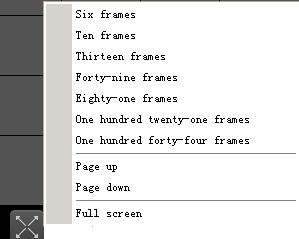 Six frames
Ten frames
Thirteen frames
Forty-nine frames
Eighty-one frames
One hundred twenty-one frames
One hundred forty-four frames
Page up
Page down
Full screen